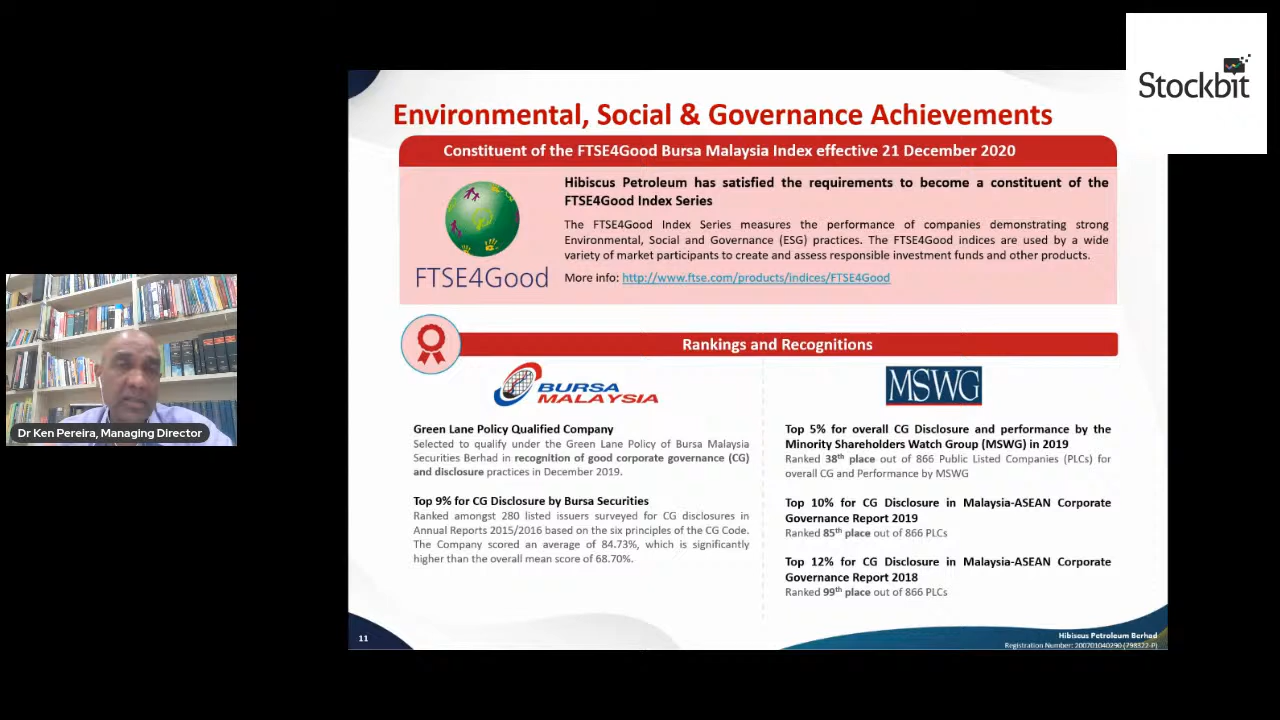 Stockbit
Environmental, Social & Governance Achievements
Constituent of the FTSE4Good Bursa Malaysia Index effective 21 December 2020
FTSE4Good
Hibiscus Petroleum has satisfied the requirements to become a constituent of the
FTSE4Good Index Series
The FTSE4Good Index Series measures the performance of companies demonstrating strong
Environmental, Social and Governance (ESG) practices. The FTSE4Good indices are used by a wide
variety of market participants to create and assess responsible investment funds and other products.
More info: http://www.ftse.com/products/indices/FTSE4Good
Rankings and Recognitions
BURSA
MALAYSIA
Green Lane Policy Qualified Company
Selected to qualify under the Green Lane Policy of Bursa Malaysia
Securities Berhad in recognition of good corporate governance (CG)
and disclosure practices in December 2019.
Top 9% for CG Disclosure by Bursa Securities
Ranked amongst 280 listed issuers surveyed for CG disclosures in
Annual Reports 2015/2016 based on the six principles of the CG Code.
The Company scored an average of 84.73%, which is significantly
higher than the overall mean score of 68.70%.
MSWG
Top 5% for overall CG Disclosure and performance by the
Minority Shareholders Watch Group (MSWG) in 2019
Ranked 38th place out of 866 Public Listed Companies (PLCs) for
overall CG and Performance by MSWG
Top 10% for CG Disclosure in Malaysia-ASEAN Corporate
Governance Report 2019
Ranked 85th place out of 866 PLCs
Top 12% for CG Disclosure in Malaysia-ASEAN Corporate
Governance Report 2018
Ranked 99th place out of 866 PLCs
11
Hibiscus Petroleum Berhad
Registration Number: 200701040290 (798322-P)
Dr Ken Pereira, Managing Director